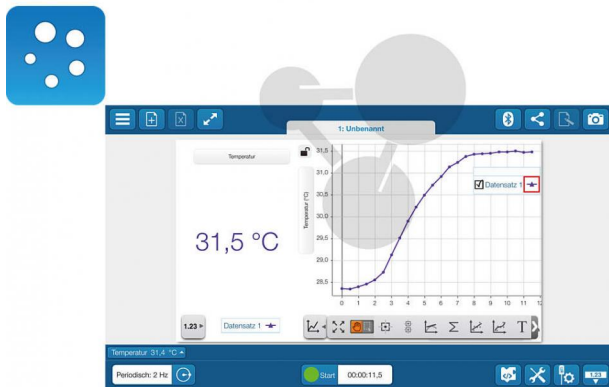 1: Unbenannt
Temperatur
31,5 °C
1.23
Datensatz 1
Temperatur (°C)
31,5
31,0
30,5
30,0
29,5
29,0
28,5
0 1 2 3 4 5 6 7 8 9 10 11 12
Datensatz 1
Σ
T
Temperatur 31,4 °C
Periodisch: 2 Hz
Start
00:00:11,5
1.23